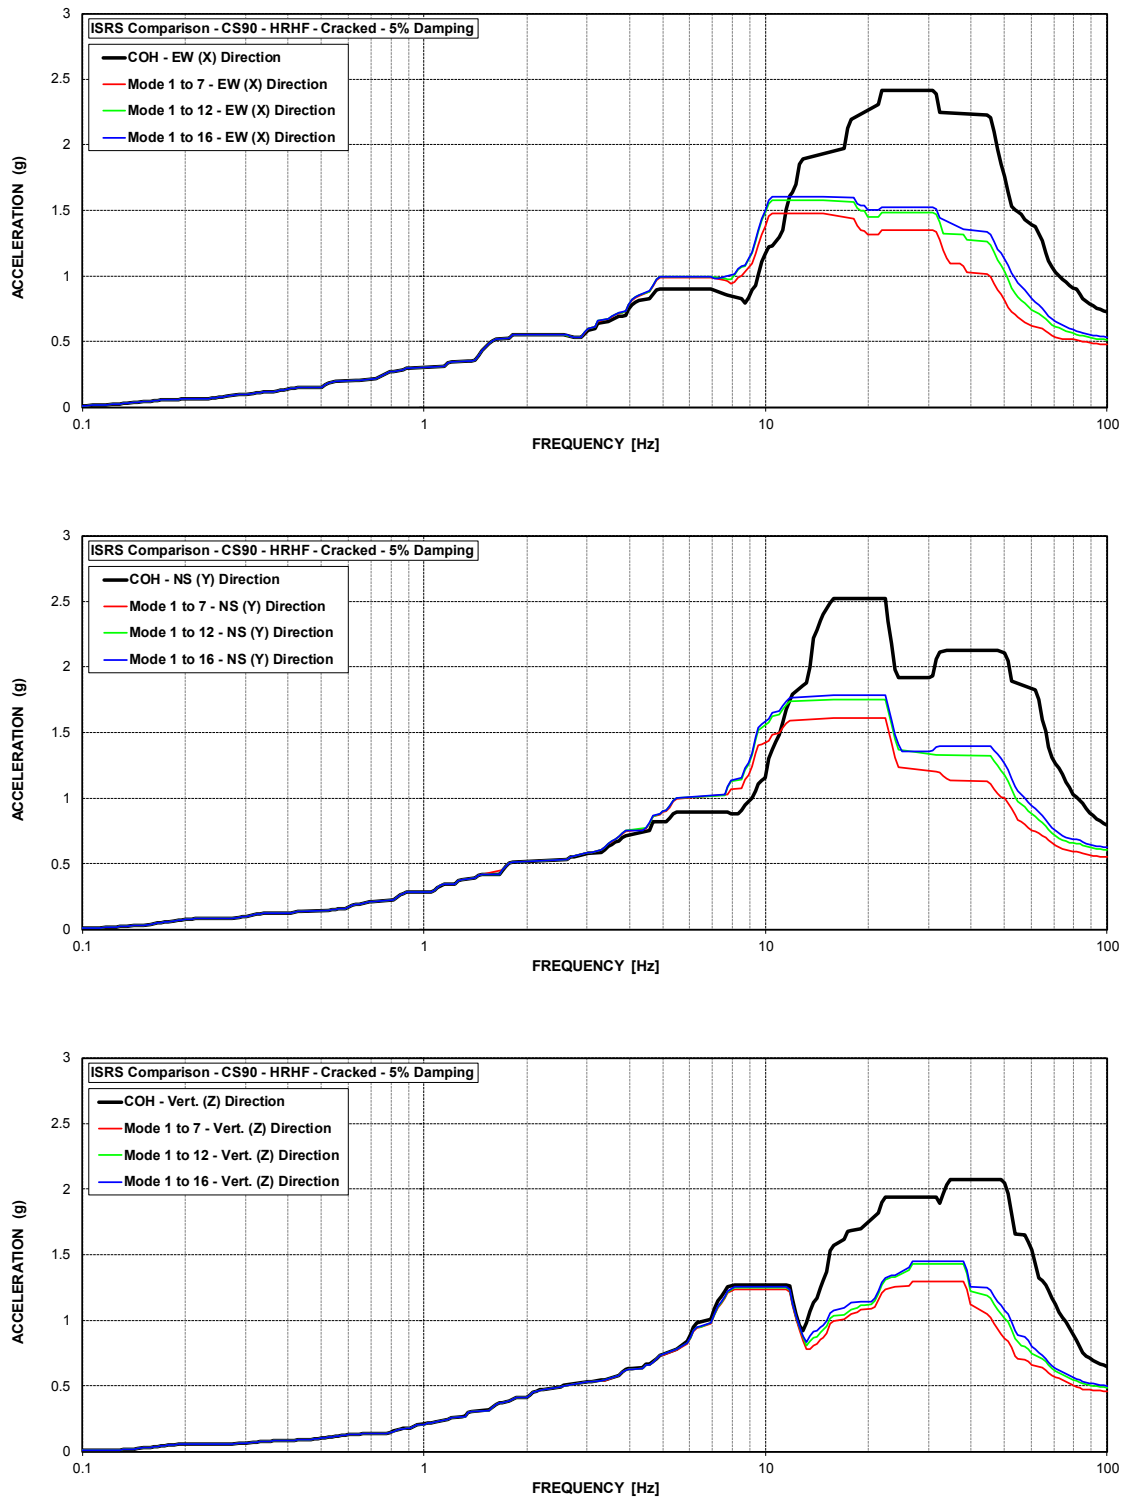 ISRS Comparison - CS90 - HRHF - Cracked - 5% Damping
COH - EW (X) Direction
Mode 1 to 7 - EW (X) Direction
Mode 1 to 12 - EW (X) Direction
Mode 1 to 16 - EW (X) Direction
3
2.5
2
1.5
1
0.5
0
ACCELERATION (g)
0.1 1 10 100
FREQUENCY [Hz]
ISRS Comparison - CS90 - HRHF - Cracked - 5% Damping
COH - NS (Y) Direction
Mode 1 to 7 - NS (Y) Direction
Mode 1 to 12 - NS (Y) Direction
Mode 1 to 16 - NS (Y) Direction
3
2.5
2
1.5
1
0.5
0
ACCELERATION (g)
0.1 1 10 100
FREQUENCY [Hz]
ISRS Comparison - CS90 - HRHF - Cracked - 5% Damping
COH - Vert. (Z) Direction
Mode 1 to 7 - Vert. (Z) Direction
Mode 1 to 12 - Vert. (Z) Direction
Mode 1 to 16 - Vert. (Z) Direction
3
2.5
2
1.5
1
0.5
0
ACCELERATION (g)
0.1 1 10 100
FREQUENCY [Hz]